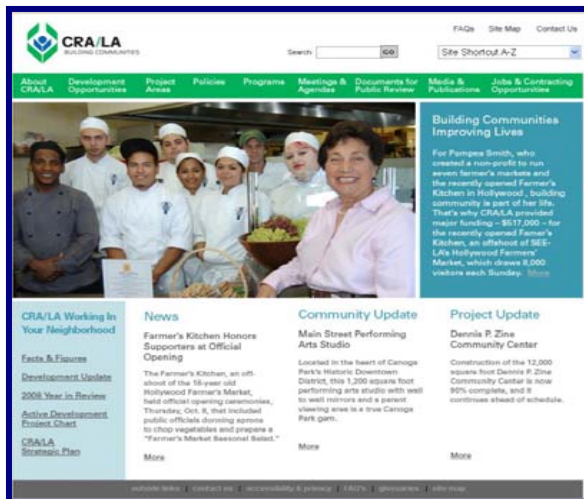 CRA/LA
BUILDING COMMUNITIES
FAQs Site Map Contact Us
Search GO Site Shortcut A-Z
About CRA/LA
Development Opportunities
Project Areas
Policies
Programs
Meetings & Agendas
Documents for Public Review
Media & Publications
Jobs & Contracting Opportunities
Building Communities
Improving Lives
For Pompea Smith, who
created a non-profit to run
seven farmer's markets and
the recently opened Farmer's
Kitchen in Hollywood , building
community is part of her life.
That's why CRA/LA provided
major funding – $517,000 – for
the recently opened Famer's
Kitchen, an offshoot of SEE-
LA's Hollywood Farmers'
Market, which draws 8,000
visitors each Sunday. More
CRA/LA Working In
Your Neighborhood
Facts & Figures
Development Update
2008 Year in Review
Active Development
Project Chart
CRA/LA
Strategic Plan
News
Farmer's Kitchen Honors
Supporters at Official
Opening
The Farmer's Kitchen, an off-
shoot of the 18-year old
Hollywood Farmer's Market,
held official opening ceremonies,
Thursday, Oct. 8, that included
public officials donning aprons
to chop vegetables and prepare a
"Farmer's Market Seasonal Salad."
More
Community Update
Main Street Performing
Arts Studio
Located in the heart of Canoga
Park's Historic Downtown
District, this 1,200 square foot
performing arts studio with wall
to wall mirrors and a parent
viewing area is a true Canoga
Park gem.
More
Project Update
Dennis P. Zine
Community Center
Construction of the 12,000
square foot Dennis P. Zine
Community Center is now
90% complete, and it
continues ahead of schedule.
More
outside links | contact us | accessibility & privacy | FAQ's | glossaries | site map